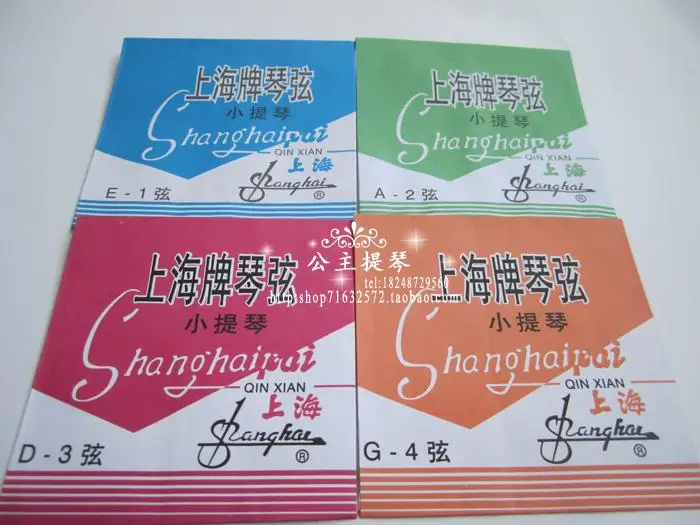 上海牌琴弦
小提琴
Shanghaipai
QIN XIAN
上海
E - 1 弦
Shanghai
®
上海牌琴弦
小提琴
Shanghaipai
QIN XIAN
上海
A - 2 弦
Shanghai
®
上海牌琴弦
小提琴
Shanghaipai
QIN XIAN
上海
D - 3 弦
Shanghai
®
上海牌琴弦
小提琴
Shanghaipai
QIN XIAN
上海
G - 4 弦
Shanghai
®
公主提琴
tel:18248729560
http:shop71632572.taobao.com